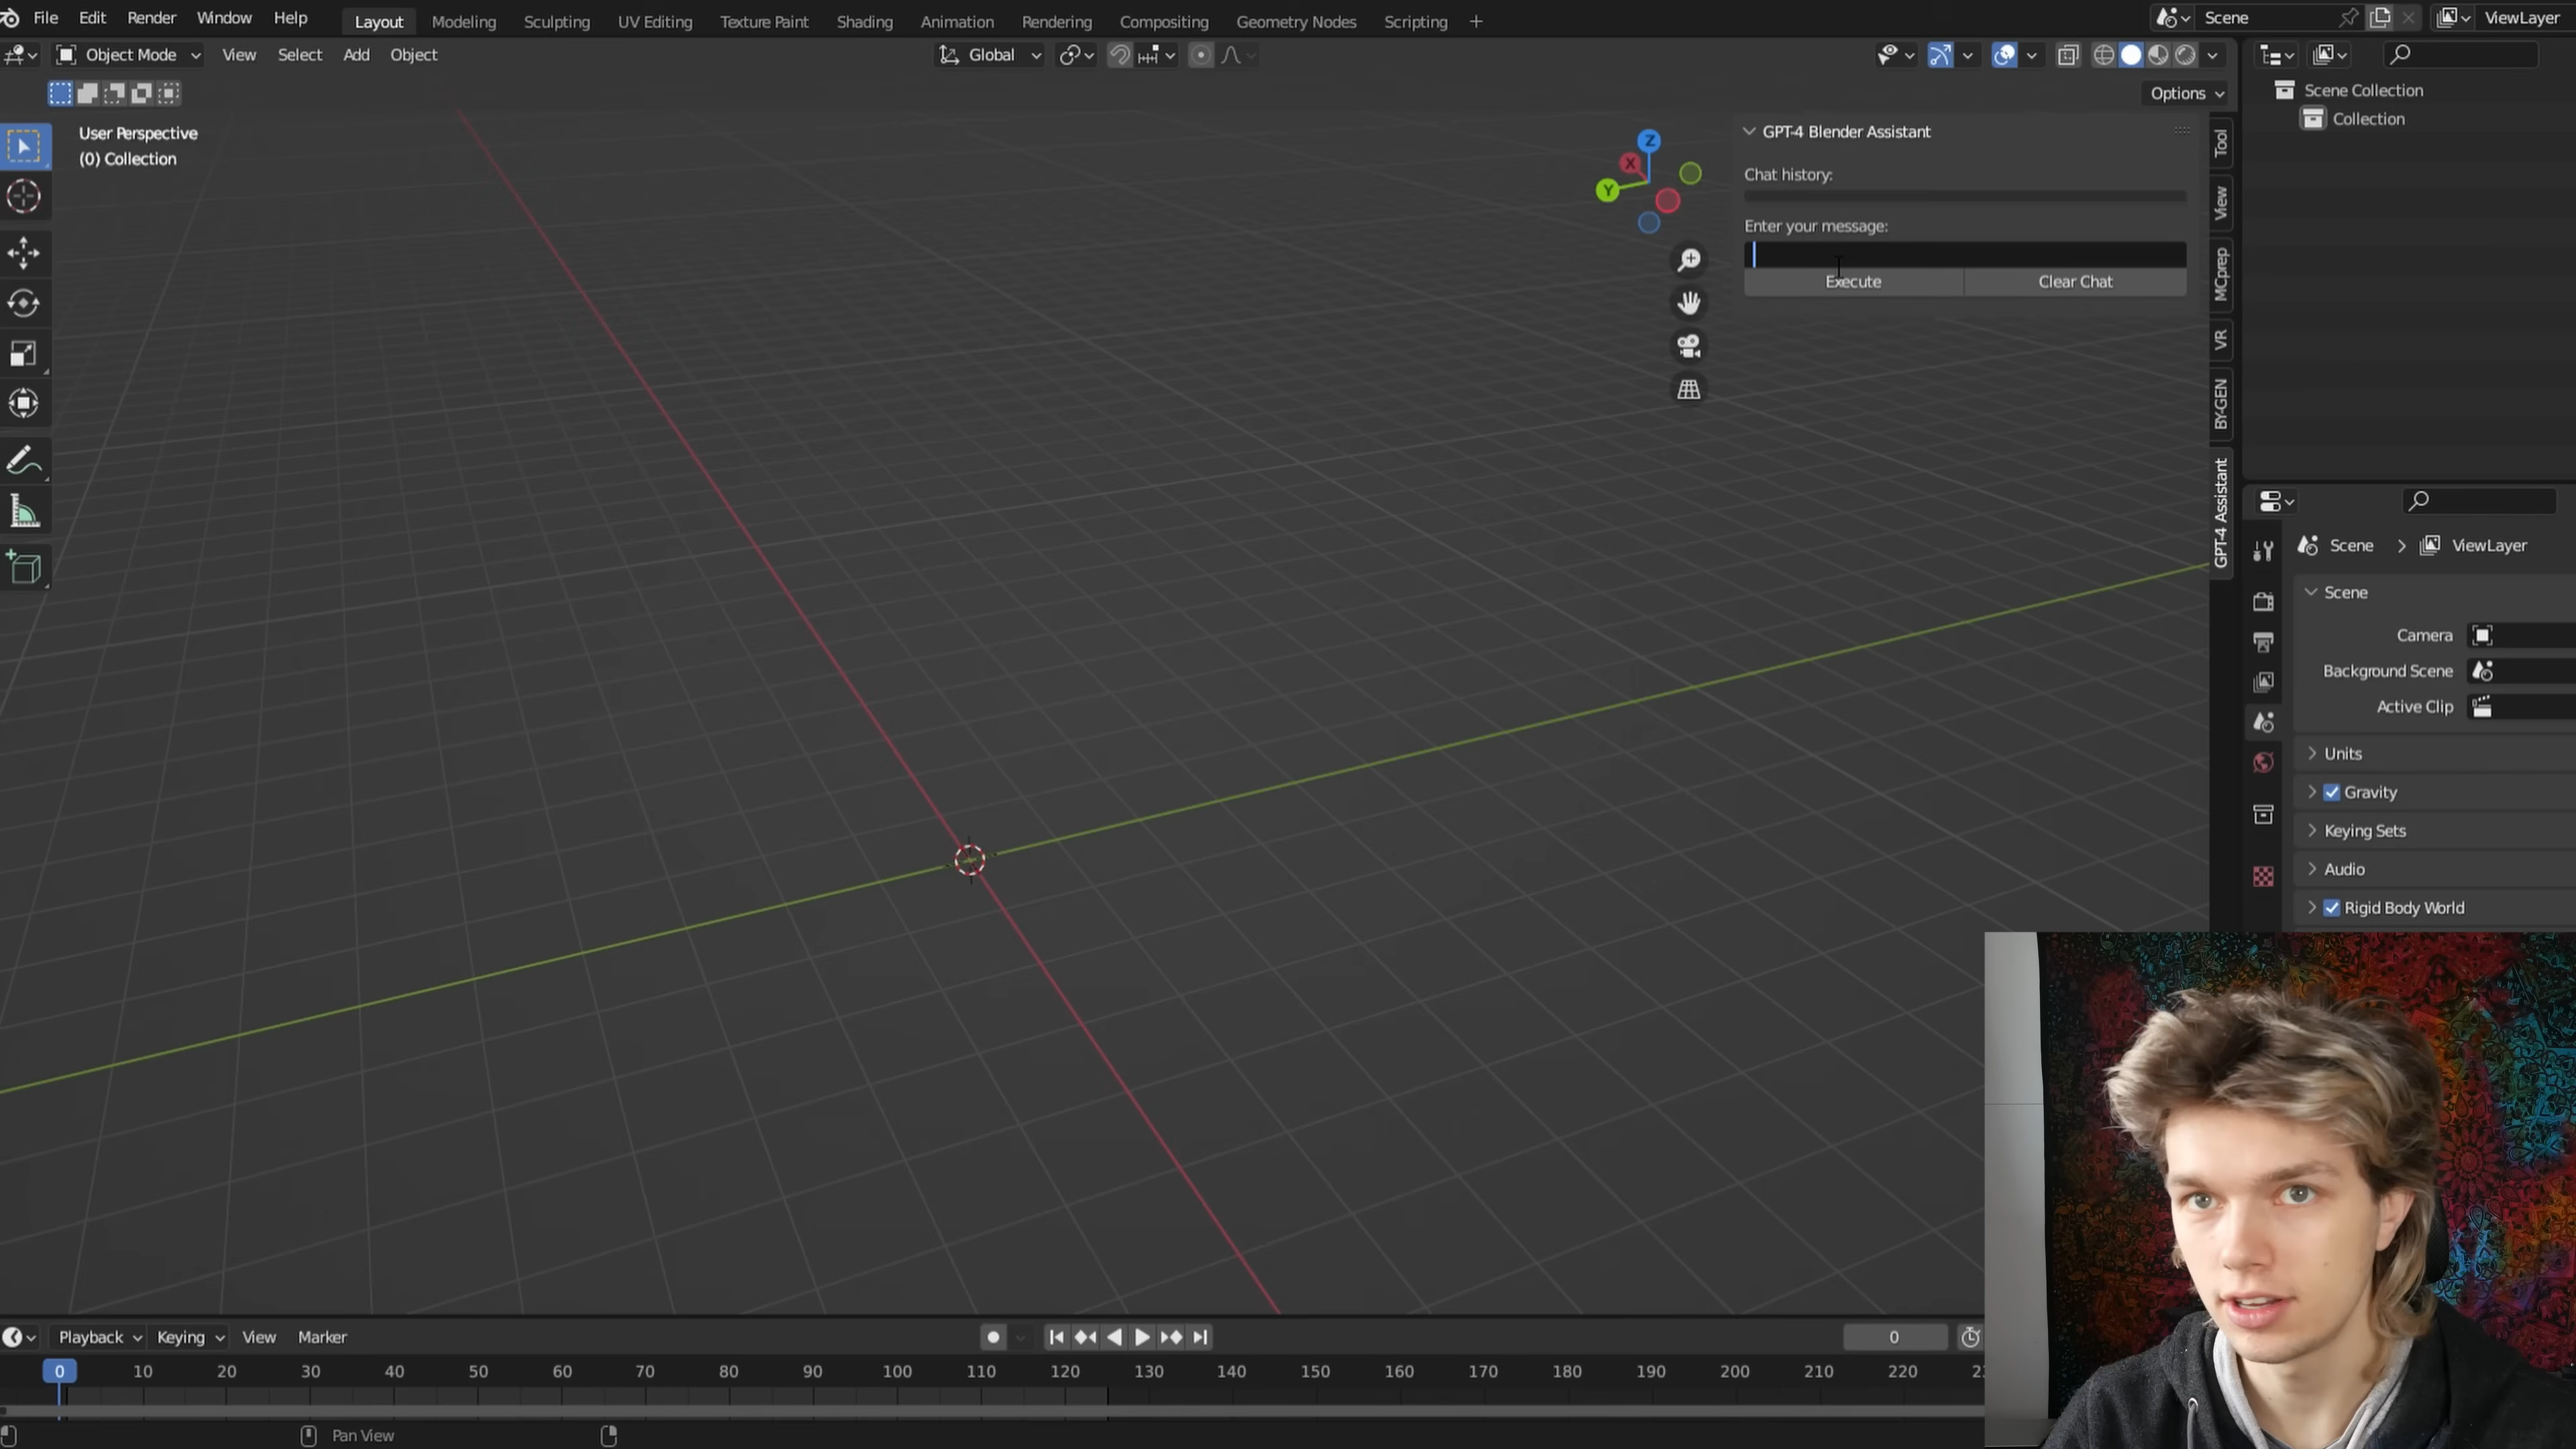 File Edit Render Window Help Layout Modeling Sculpting UV Editing Texture Paint Shading Animation Rendering Compositing Geometry Nodes Scripting + Scene ViewLayer
Object Mode View Select Add Object Global
Options
User Perspective
(0) Collection
Z
X
Y
GPT-4 Blender Assistant
Chat history:
Enter your message:
Execute Clear Chat
Tool
View
MCprep
VR
BY-GEN
GPT-4 Assistant
Scene Collection
Collection
Scene > ViewLayer
Scene
Camera
Background Scene
Active Clip
Units
Gravity
Keying Sets
Audio
Rigid Body World
Playback Keying View Marker 0
0 10 20 30 40 50 60 70 80 90 100 110 120 130 140 150 160 170 180 190 200 210 220
Pan View